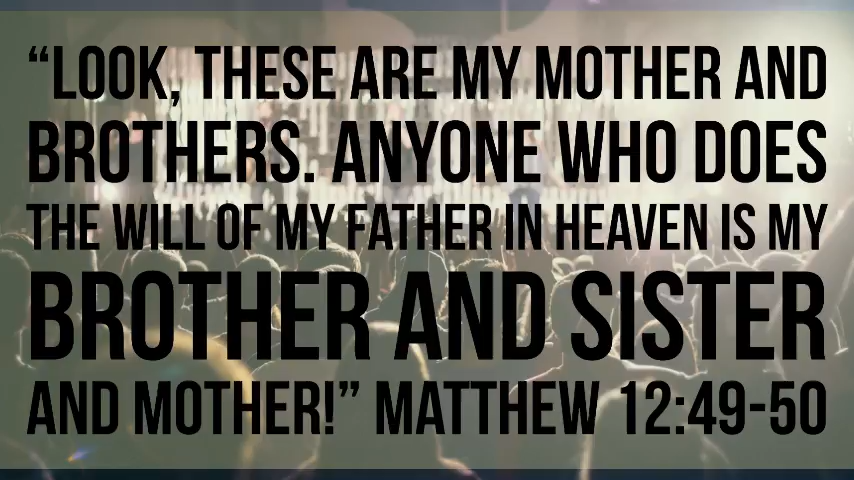 “LOOK, THESE ARE MY MOTHER AND
BROTHERS. ANYONE WHO DOES
THE WILL OF MY FATHER IN HEAVEN IS MY
BROTHER AND SISTER
AND MOTHER!” MATTHEW 12:49-50